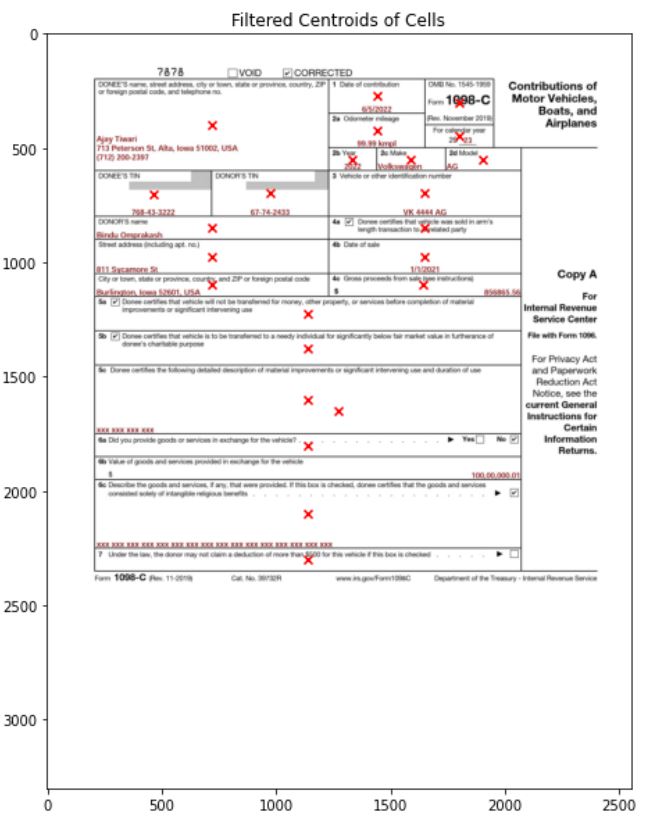 Filtered Centroids of Cells
7878 VOID CORRECTED
DONEE'S name, street address, city or town, state or province, country, ZIP
or foreign postal code, and telephone no.
Ajay Tiwari
713 Peterson St, Alta, Iowa 51002, USA
(712) 200-2397
1 Date of contribution
6/5/2022
2a Odometer mileage
99.99 kmpl
OMB No. 1545-1959
Form 1098-C
(Rev. November 2019)
For calendar year
Contributions of
Motor Vehicles,
Boats, and
Airplanes
2b Year
2022
2c Make
Volkswagen
2d Model
AG
DONEE'S TIN
768-43-3222
DONOR'S TIN
67-74-2433
3 Vehicle or other identification number
VK 4444 AG
DONOR'S name
Bindu Omprakash
4a Donee certifies that vehicle was sold in arm's
length transaction to unrelated party
Street address (including apt. no.)
811 Sycamore St
4b Date of sale
1/1/2021
City or town, state or province, country, and ZIP or foreign postal code
Burlington, Iowa 52601, USA
4c Gross proceeds from sale (see instructions)
$ 856865.56
5a Donee certifies that vehicle will not be transferred for money, other property, or services before completion of material
improvements or significant intervening use
5b Donee certifies that vehicle is to be transferred to a needy individual for significantly below fair market value in furtherance of
donee's charitable purpose
5c Donee certifies the following detailed description of material improvements or significant intervening use and duration of use
xxx xxx xxx xxx
6a Did you provide goods or services in exchange for the vehicle? Yes No
6b Value of goods and services provided in exchange for the vehicle
$ 100,00,000.01
6c Describe the goods and services, if any, that were provided. If this box is checked, donee certifies that the goods and services
consisted solely of intangible religious benefits
xxx xxx xxx xxx xxx xxx xxx xxx xxx xxx xxx xxx xxx xxx xxx xxx
7 Under the law, the donor may not claim a deduction of more than $500 for this vehicle if this box is checked
Copy A
For
Internal Revenue
Service Center
File with Form 1096.
For Privacy Act
and Paperwork
Reduction Act
Notice, see the
current General
Instructions for
Certain
Information
Returns.
Form 1098-C (Rev. 11-2019) Cat. No. 39732R www.irs.gov/Form1098C Department of the Treasury - Internal Revenue Service
0
500
1000
1500
2000
2500
3000
0 500 1000 1500 2000 2500